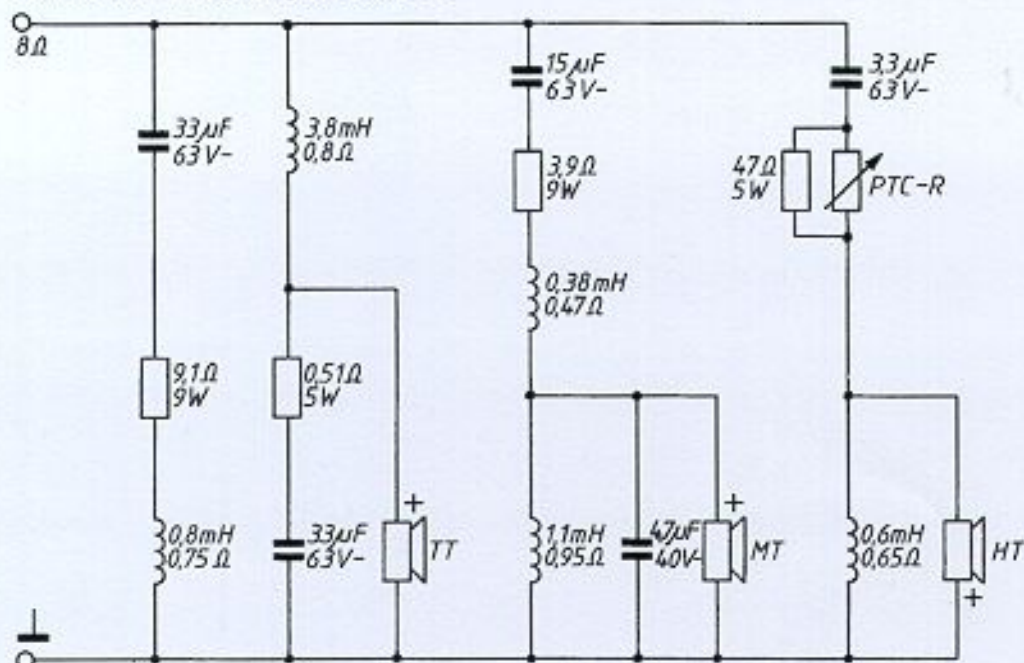 8Ω
33µF
63V-
9,1Ω
9W
0,8mH
0,75Ω
3,8mH
0,8Ω
0,51Ω
5W
33µF
63V-
+
TT
15µF
63V-
3,9Ω
9W
0,38mH
0,47Ω
1,1mH
0,95Ω
4,7µF
40V-
+
MT
3,3µF
63V-
47Ω
5W
PTC-R
0,6mH
0,65Ω
HT
+